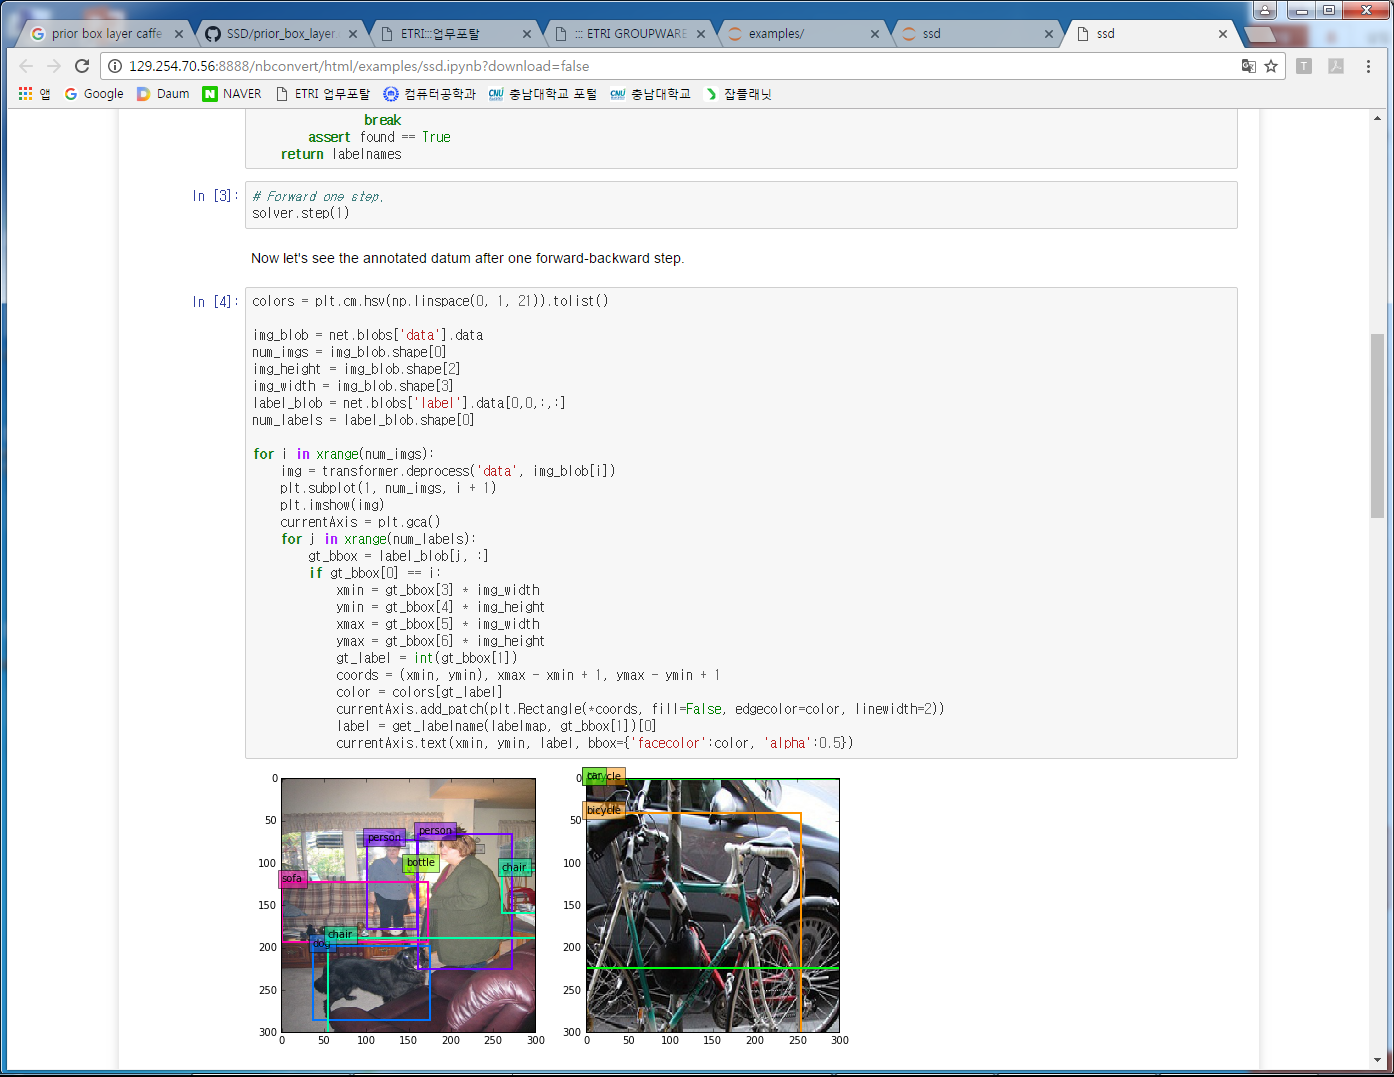 prior box layer caffe
SSD/prior_box_layer.
ETRI:::업무포탈
::: ETRI GROUPWARE
examples/
ssd
ssd
129.254.70.56:8888/nbconvert/html/examples/ssd.ipynb?download=false
앱 Google Daum NAVER ETRI 업무포탈 컴퓨터공학과 충남대학교 포털 충남대학교 잡플래닛
break
assert found == True
return labelnames
In [3]:
# Forward one step.
solver.step(1)
Now let's see the annotated datum after one forward-backward step.
In [4]:
colors = plt.cm.hsv(np.linspace(0, 1, 21)).tolist()
img_blob = net.blobs['data'].data
num_imgs = img_blob.shape[0]
img_height = img_blob.shape[2]
img_width = img_blob.shape[3]
label_blob = net.blobs['label'].data[0,0,:,:]
num_labels = label_blob.shape[0]
for i in xrange(num_imgs):
img = transformer.deprocess('data', img_blob[i])
plt.subplot(1, num_imgs, i + 1)
plt.imshow(img)
currentAxis = plt.gca()
for j in xrange(num_labels):
gt_bbox = label_blob[j, :]
if gt_bbox[0] == i:
xmin = gt_bbox[3] * img_width
ymin = gt_bbox[4] * img_height
xmax = gt_bbox[5] * img_width
ymax = gt_bbox[6] * img_height
gt_label = int(gt_bbox[1])
coords = (xmin, ymin), xmax - xmin + 1, ymax - ymin + 1
color = colors[gt_label]
currentAxis.add_patch(plt.Rectangle(*coords, fill=False, edgecolor=color, linewidth=2))
label = get_labelname(labelmap, gt_bbox[1])[0]
currentAxis.text(xmin, ymin, label, bbox={'facecolor':color, 'alpha':0.5})
0
50
100
150
200
250
300
0 50 100 150 200 250 300
person
person
bottle
chair
sofa
chair
dog
0
50
100
150
200
250
300
0 50 100 150 200 250 300
car
bicycle
bicycle